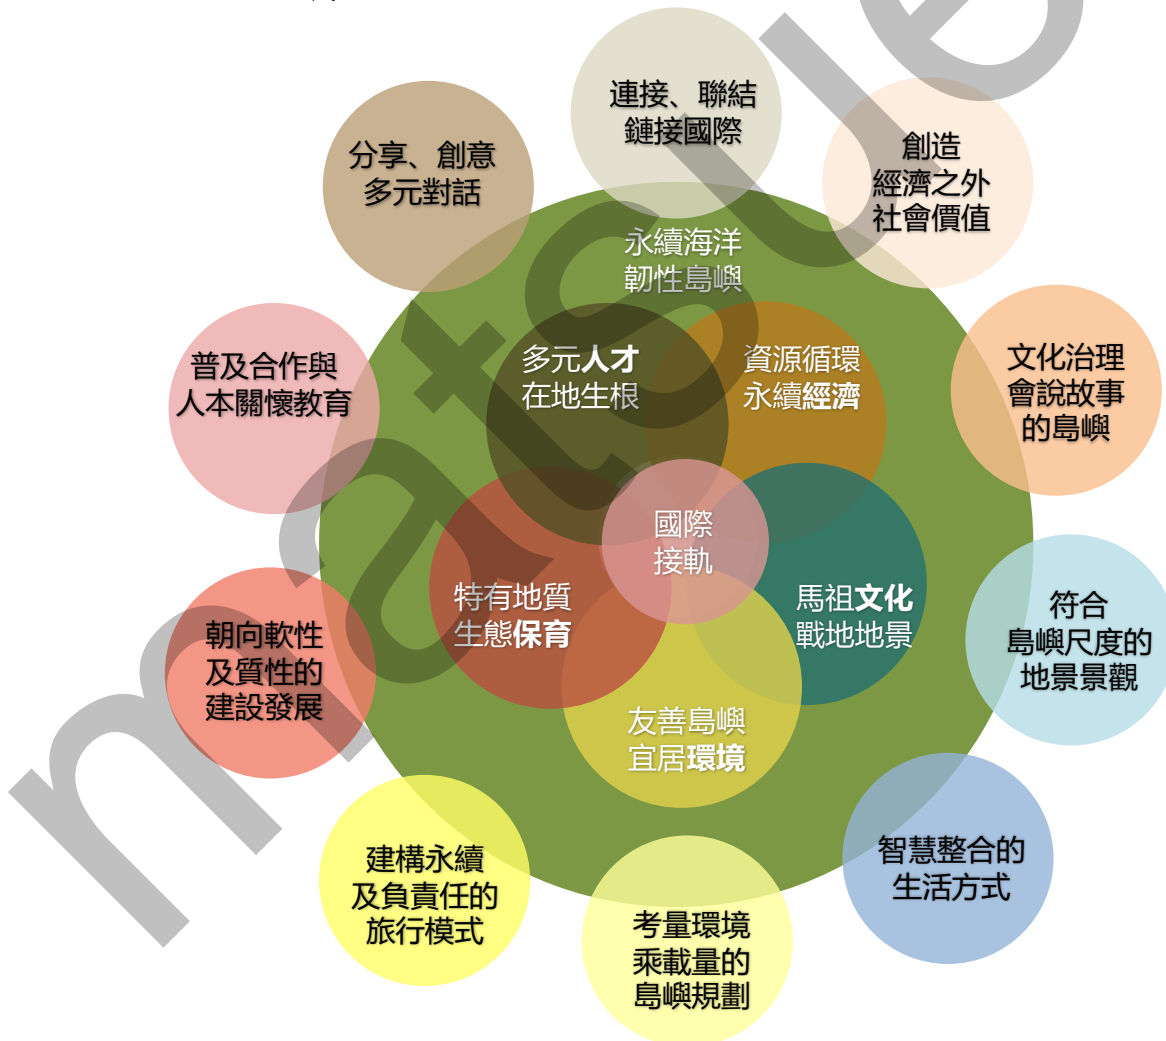 連接、聯結
鏈接國際
分享、創意
多元對話
創造
經濟之外
社會價值
永續海洋
韌性島嶼
普及合作與
人本關懷教育
多元人才
在地生根
資源循環
永續經濟
文化治理
會說故事
的島嶼
國際
接軌
特有地質
生態保育
馬祖文化
戰地地景
符合
島嶼尺度的
地景景觀
朝向軟性
及質性的
建設發展
友善島嶼
宜居環境
智慧整合的
生活方式
建構永續
及負責任的
旅行模式
考量環境
乘載量的
島嶼規劃